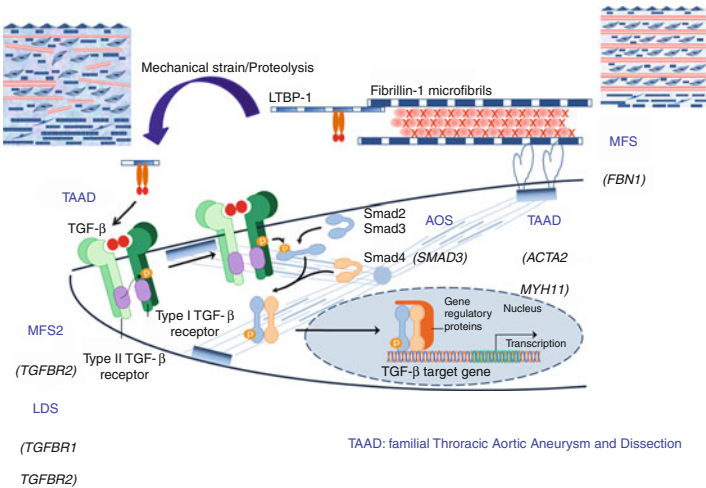 Mechanical strain/Proteolysis
LTBP-1
Fibrillin-1 microfibrils
MFS
(FBN1)
TAAD
TGF-β
Smad2
Smad3
AOS
TAAD
Smad4
(SMAD3)
(ACTA2
MYH11)
P
P
P
P
P
Type I TGF-β
receptor
Type II TGF-β
receptor
MFS2
(TGFBR2)
Gene
regulatory
proteins
Nucleus
Transcription
TGF-β target gene
LDS
(TGFBR1
TGFBR2)
TAAD: familial Throracic Aortic Aneurysm and Dissection